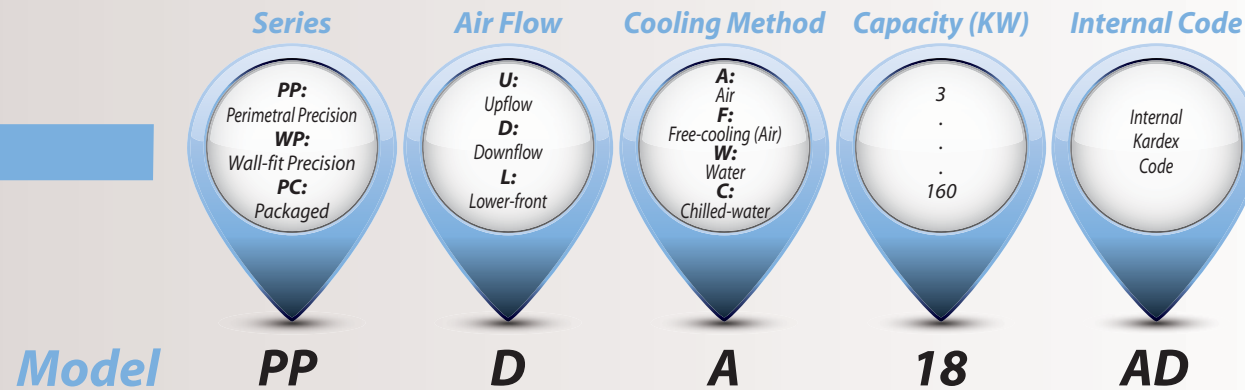 Series
Air Flow
Cooling Method
Capacity (KW)
Internal Code
PP:
Perimetral Precision
WP:
Wall-fit Precision
PC:
Packaged
U:
Upflow
D:
Downflow
L:
Lower-front
A:
Air
F:
Free-cooling (Air)
W:
Water
C:
Chilled-water
3
.
.
.
160
Internal
Kardex
Code
Model
PP
D
A
18
AD